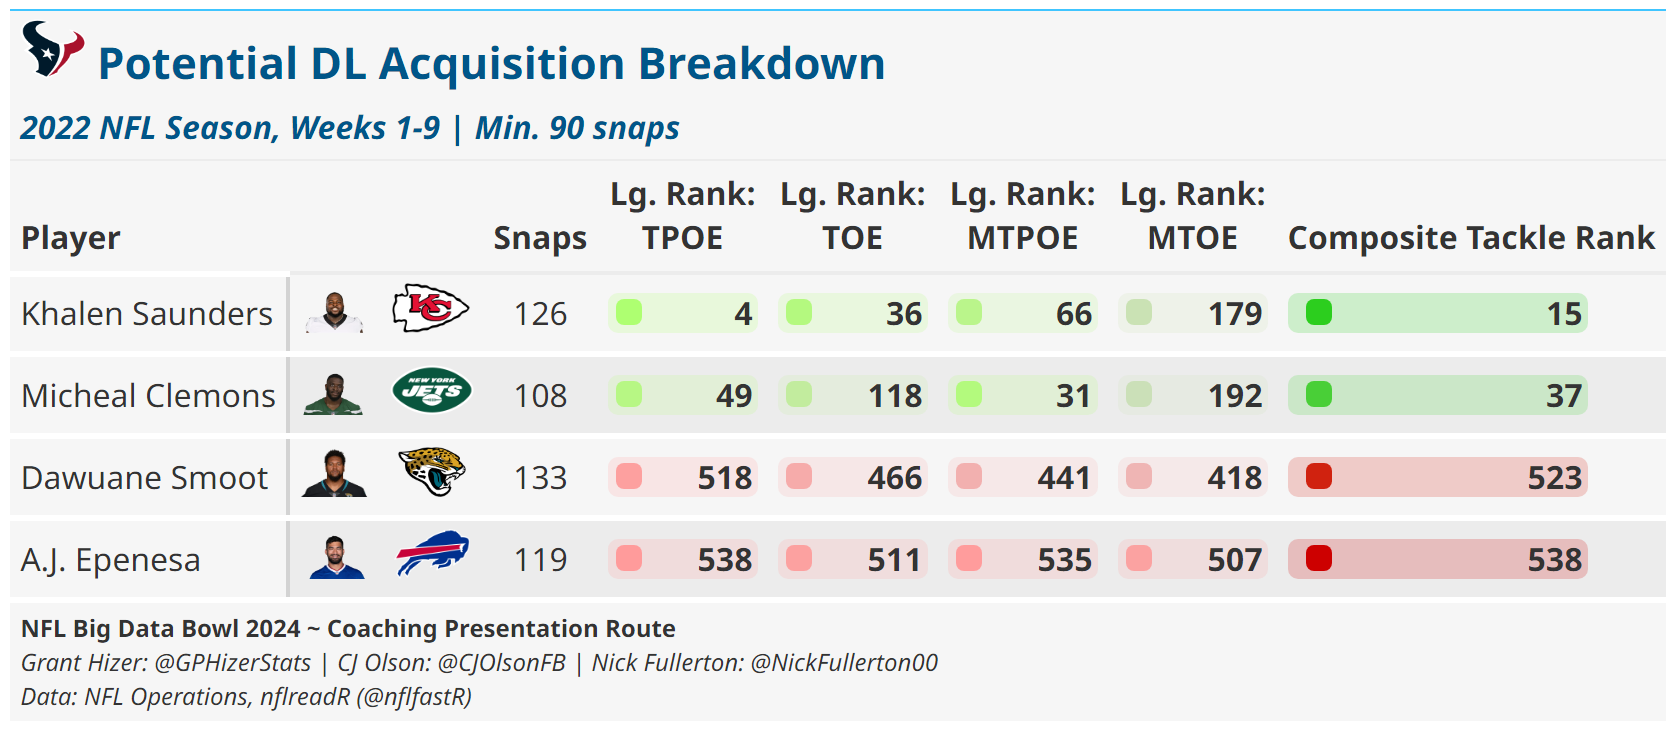 Potential DL Acquisition Breakdown
2022 NFL Season, Weeks 1-9 | Min. 90 snaps
Player Snaps Lg. Rank: TPOE Lg. Rank: TOE Lg. Rank: MTPOE Lg. Rank: MTOE Composite Tackle Rank
Khalen Saunders KC 126 4 36 66 179 15
Micheal Clemons NEW YORK JETS 108 49 118 31 192 37
Dawuane Smoot 133 518 466 441 418 523
A.J. Epenesa 119 538 511 535 507 538
NFL Big Data Bowl 2024 ~ Coaching Presentation Route
Grant Hizer: @GPHizerStats | CJ Olson: @CJOlsonFB | Nick Fullerton: @NickFullerton00
Data: NFL Operations, nflreadR (@nflfastR)